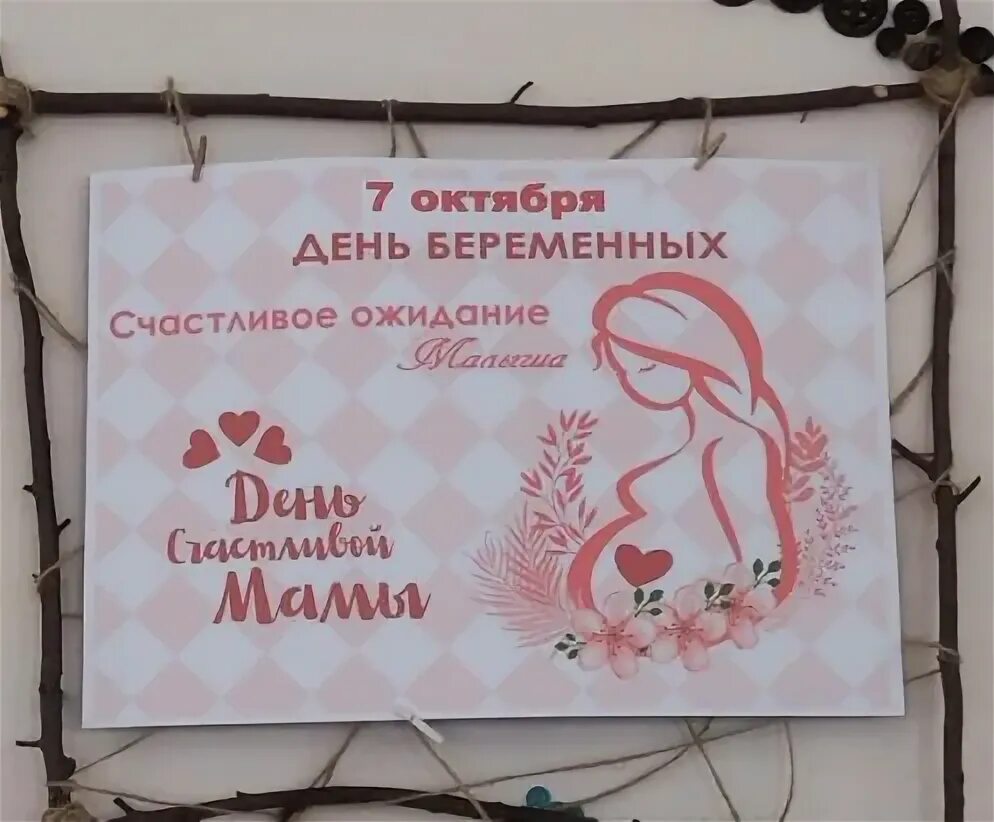 7 октября
ДЕНЬ БЕРЕМЕННЫХ
Счастливое ожидание
Малыша
День
Счастливой
Мамы